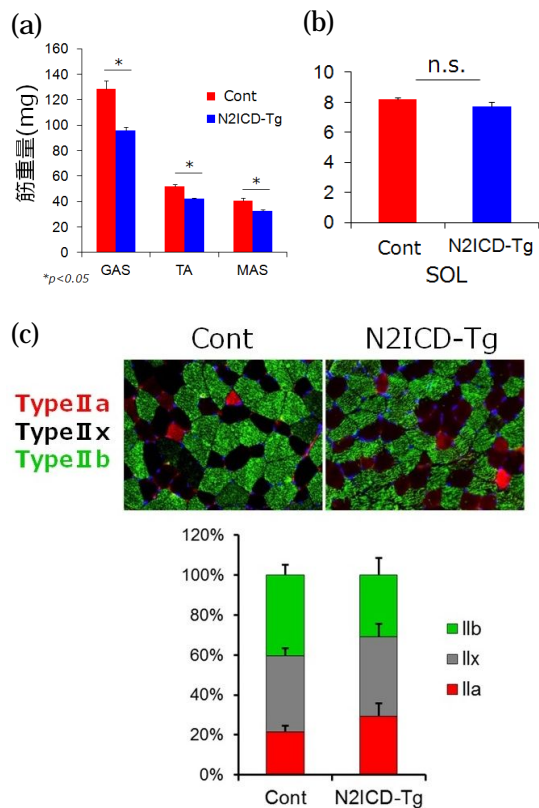 (a)
160
140
120
100
80
60
40
20
0
筋重量(mg)
*
*
*
Cont
N2ICD-Tg
GAS TA MAS
*p<0.05
(b)
n.s.
10
8
6
4
2
0
Cont N2ICD-Tg
SOL
(c)
Cont N2ICD-Tg
TypeⅡa
TypeⅡx
TypeⅡb
120%
100%
80%
60%
40%
20%
0%
Cont N2ICD-Tg
IIb
IIx
IIa